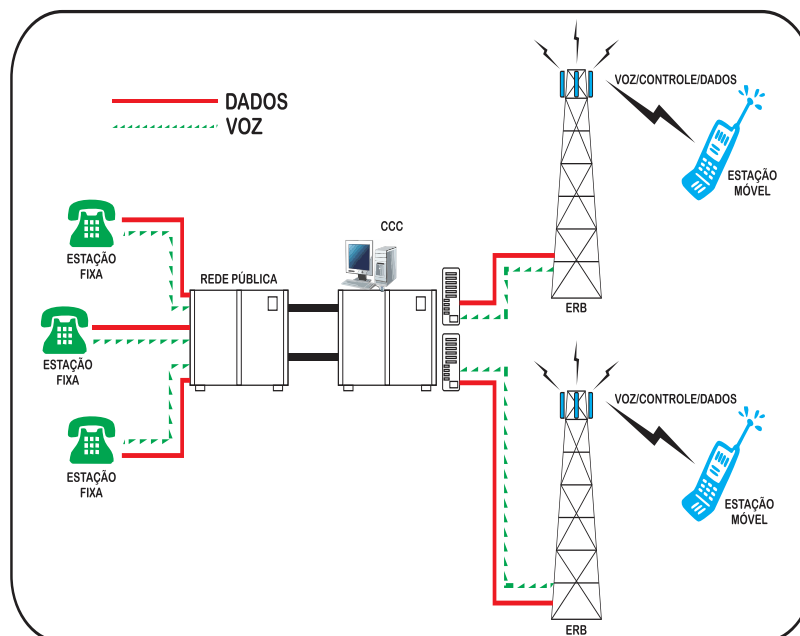 VOZ/CONTROLE/DADOS
DADOS
VOZ
ESTAÇÃO
MÓVEL
CCC
ESTAÇÃO
FIXA
REDE PÚBLICA
ERB
ESTAÇÃO
FIXA
VOZ/CONTROLE/DADOS
ESTAÇÃO
FIXA
ESTAÇÃO
MÓVEL
ERB